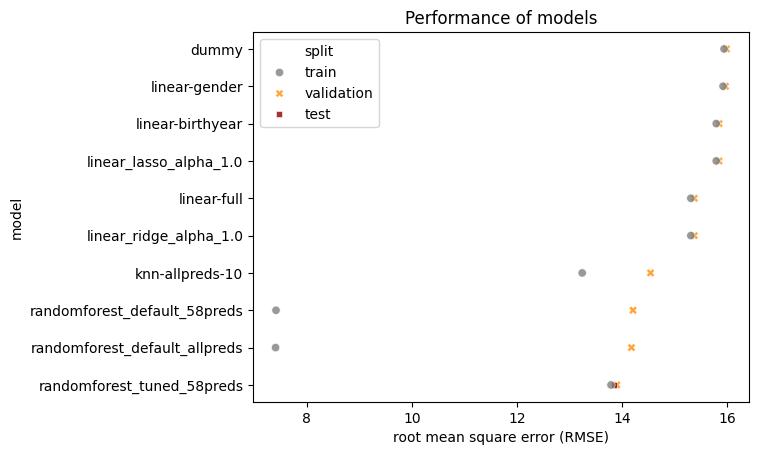 Performance of models
split
train
validation
test
dummy
linear-gender
linear-birthyear
linear_lasso_alpha_1.0
linear-full
linear_ridge_alpha_1.0
knn-allpreds-10
randomforest_default_58preds
randomforest_default_allpreds
randomforest_tuned_58preds
model
8 10 12 14 16
root mean square error (RMSE)